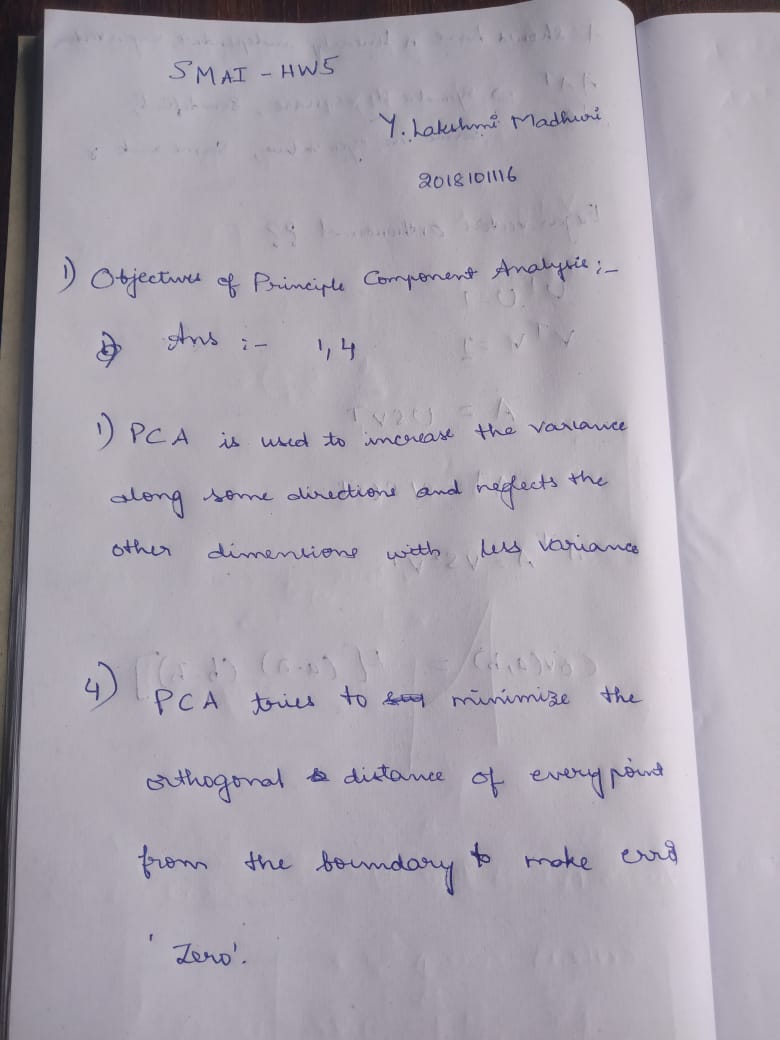 SMAI - HW5
Y. Lakshmi Madhuri
2018101116
1) Objectives of Principle Component Analysis :-
Ans :- 1,4
1) PCA is used to increase the variance
along some directions and neglects the
other dimensions with less variance
4) PCA tries to minimize the
orthogonal distance of every point
from the boundary to make error
'Zero'.